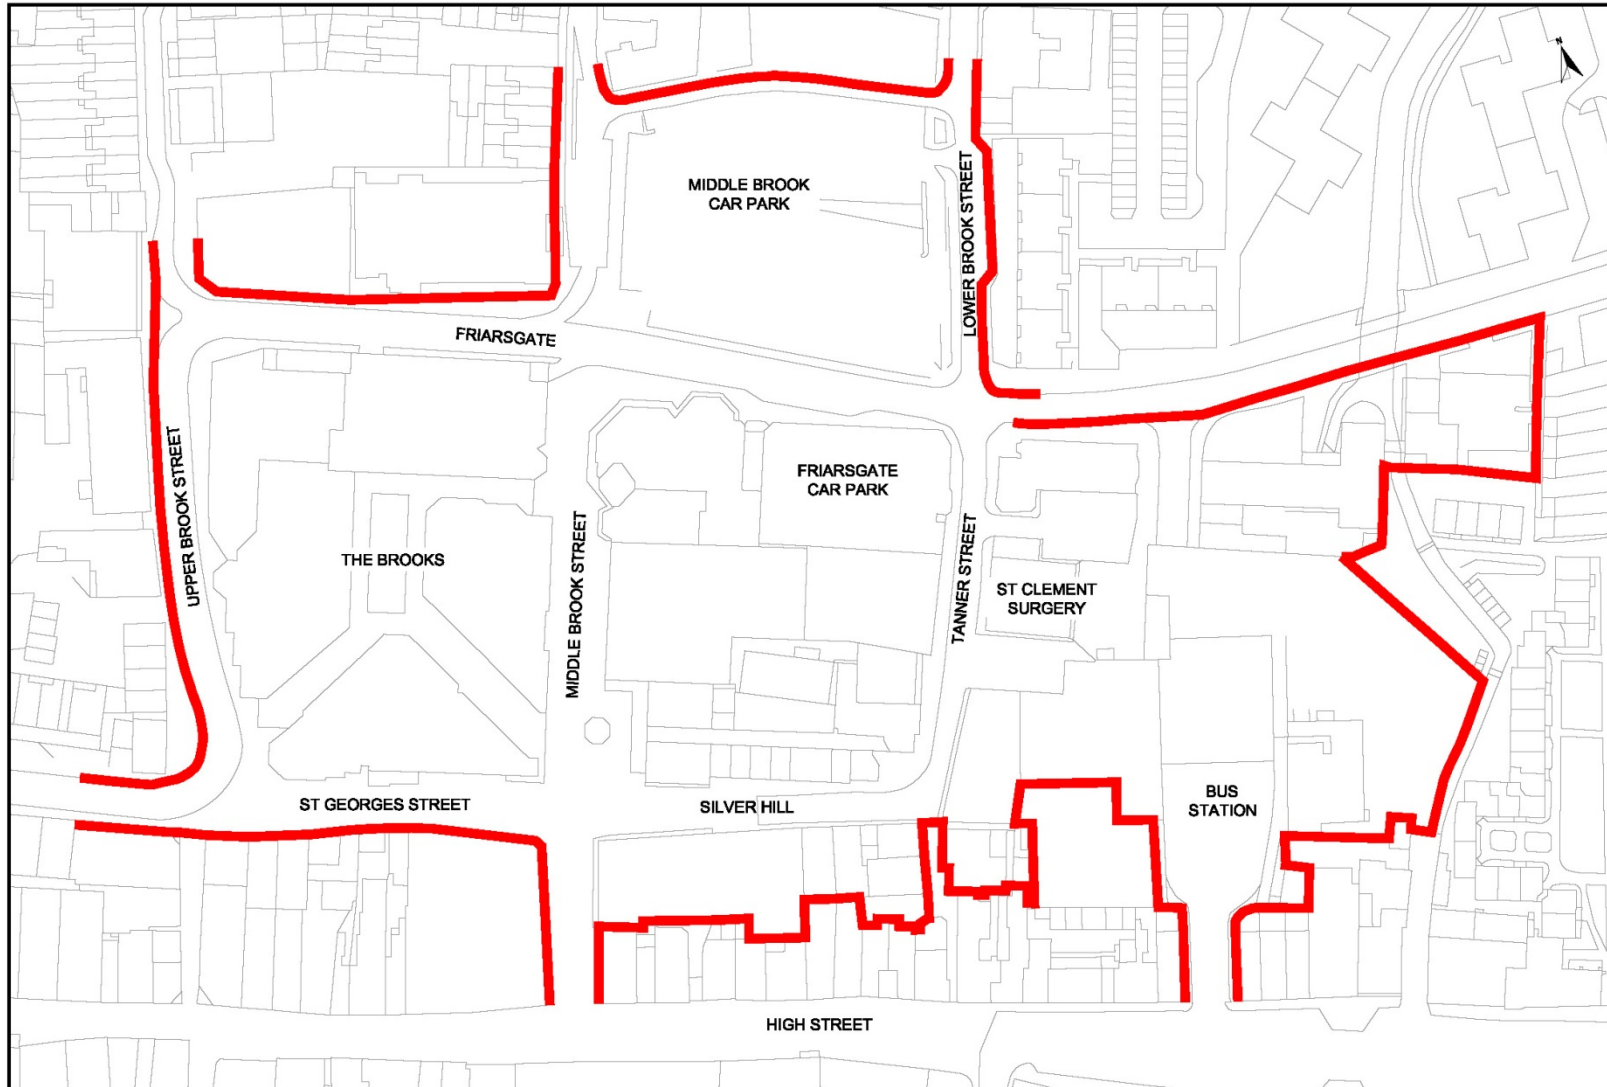 N
MIDDLE BROOK
CAR PARK
LOWER BROOK STREET
FRIARSGATE
UPPER BROOK STREET
FRIARSGATE
CAR PARK
MIDDLE BROOK STREET
TANNER STREET
THE BROOKS
ST CLEMENT
SURGERY
ST GEORGES STREET
SILVER HILL
BUS
STATION
HIGH STREET